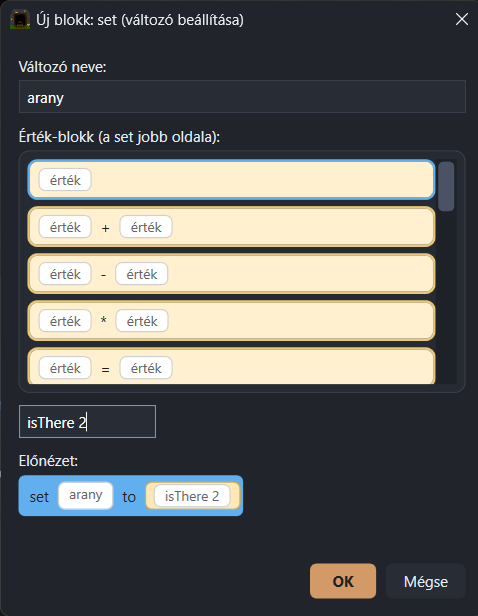 Új blokk: set (változó beállítása)
Változó neve:
arany
Érték-blokk (a set jobb oldala):
érték
érték + érték
érték - érték
érték * érték
érték = érték
isThere 2
Előnézet:
set arany to isThere 2
OK Mégse